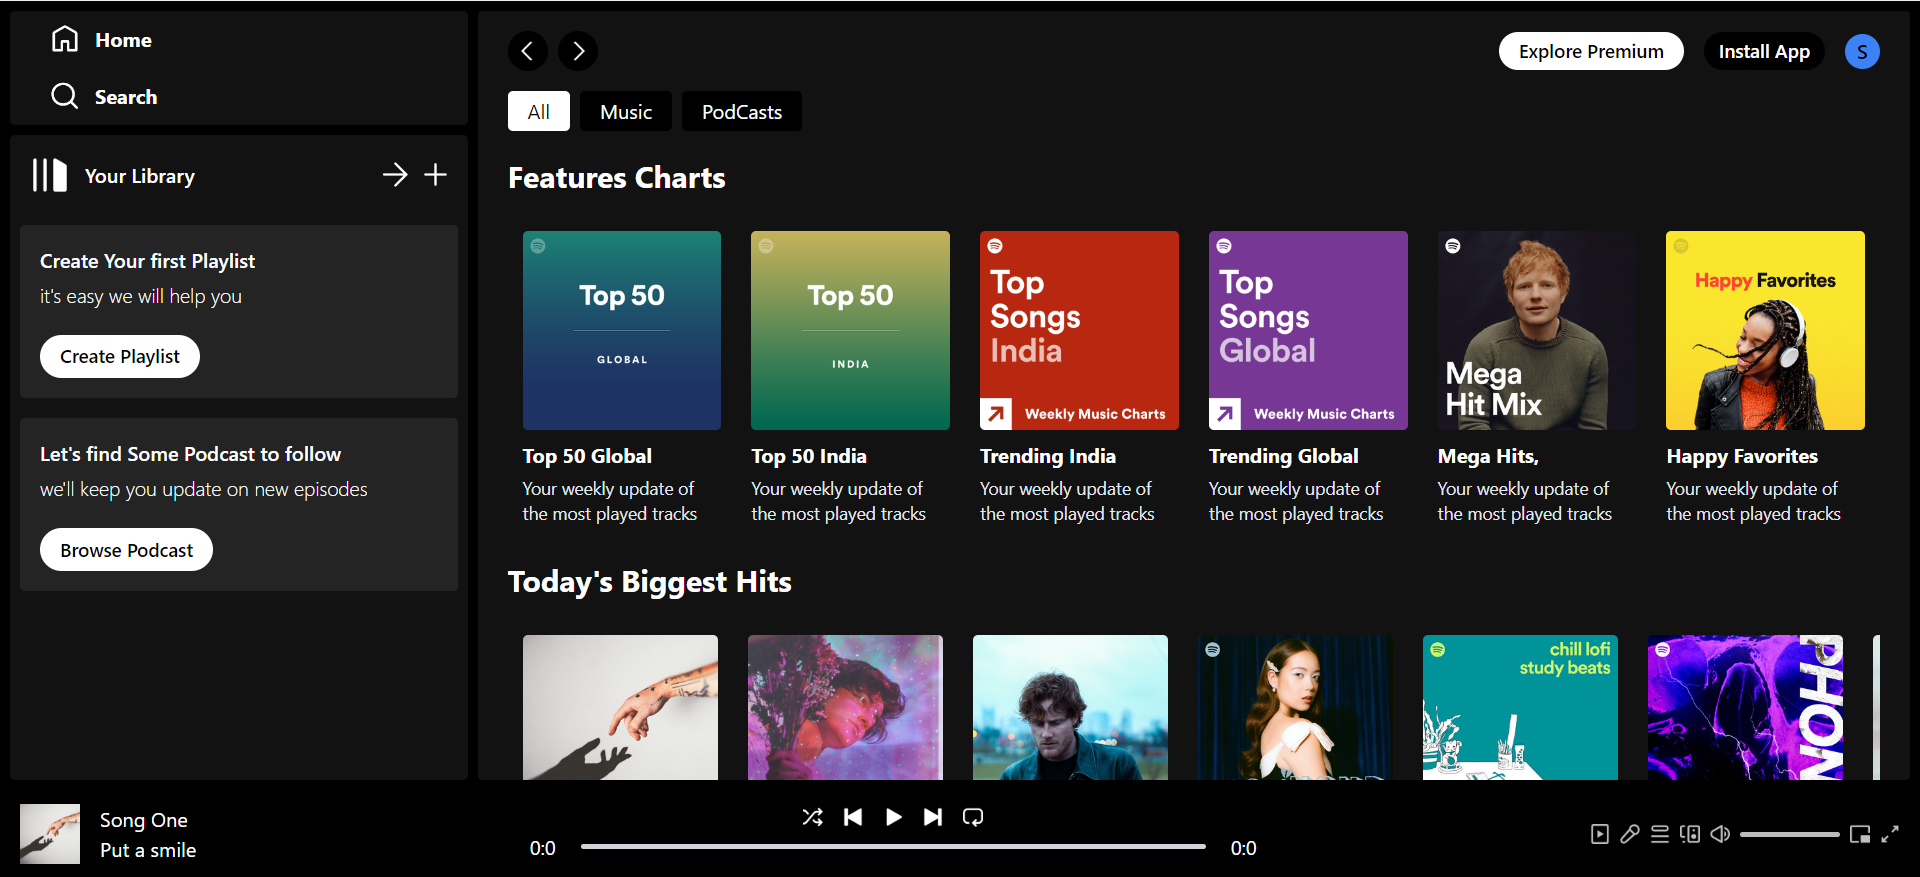 Home
Search
Your Library
Create Your first Playlist
it's easy we will help you
Create Playlist
Let's find Some Podcast to follow
we'll keep you update on new episodes
Browse Podcast
Explore Premium
Install App
S
All
Music
PodCasts
Features Charts
Top 50
GLOBAL
Top 50 Global
Your weekly update of
the most played tracks
Top 50
INDIA
Top 50 India
Your weekly update of
the most played tracks
Top
Songs
India
Weekly Music Charts
Trending India
Your weekly update of
the most played tracks
Top
Songs
Global
Weekly Music Charts
Trending Global
Your weekly update of
the most played tracks
Mega
Hit Mix
Mega Hits,
Your weekly update of
the most played tracks
Happy Favorites
Happy Favorites
Your weekly update of
the most played tracks
Today's Biggest Hits
chill lofi
study beats
Song One
Put a smile
0:0
0:0